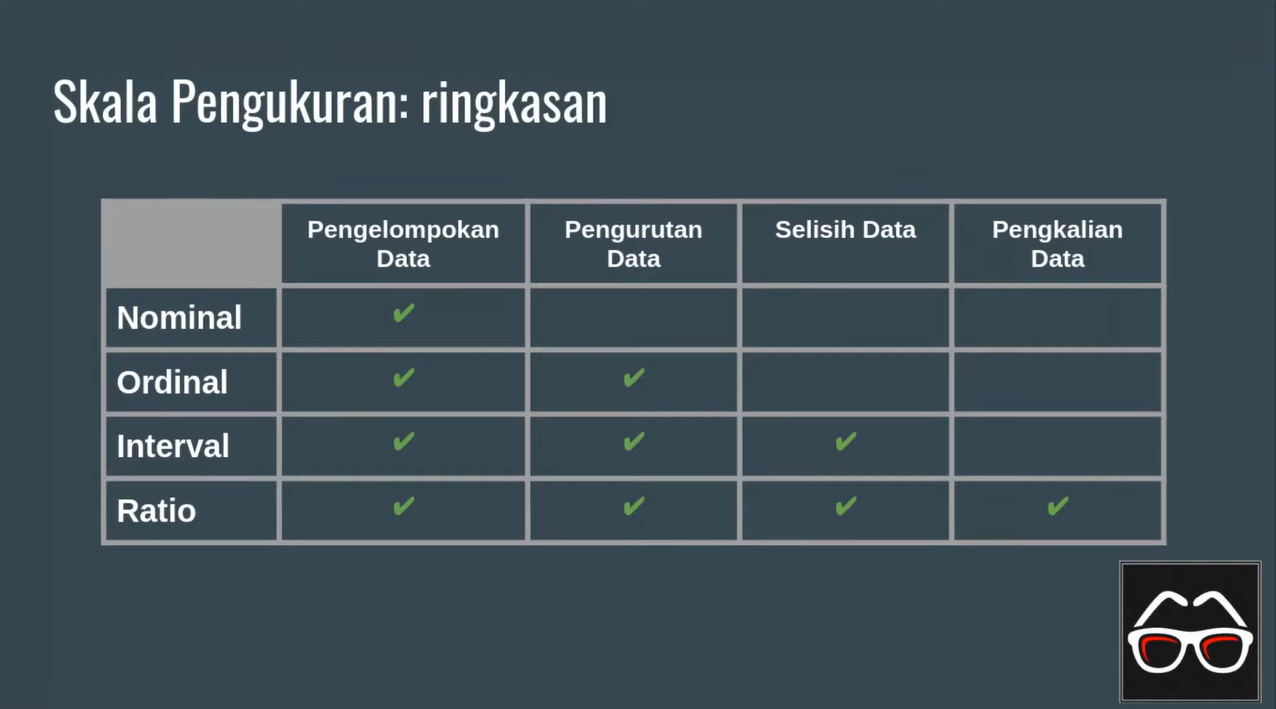 Skala Pengukuran: ringkasan
Pengelompokan
Data
Pengurutan
Data
Selisih Data
Pengkalian
Data
Nominal ✔
Ordinal ✔ ✔
Interval ✔ ✔ ✔
Ratio ✔ ✔ ✔ ✔